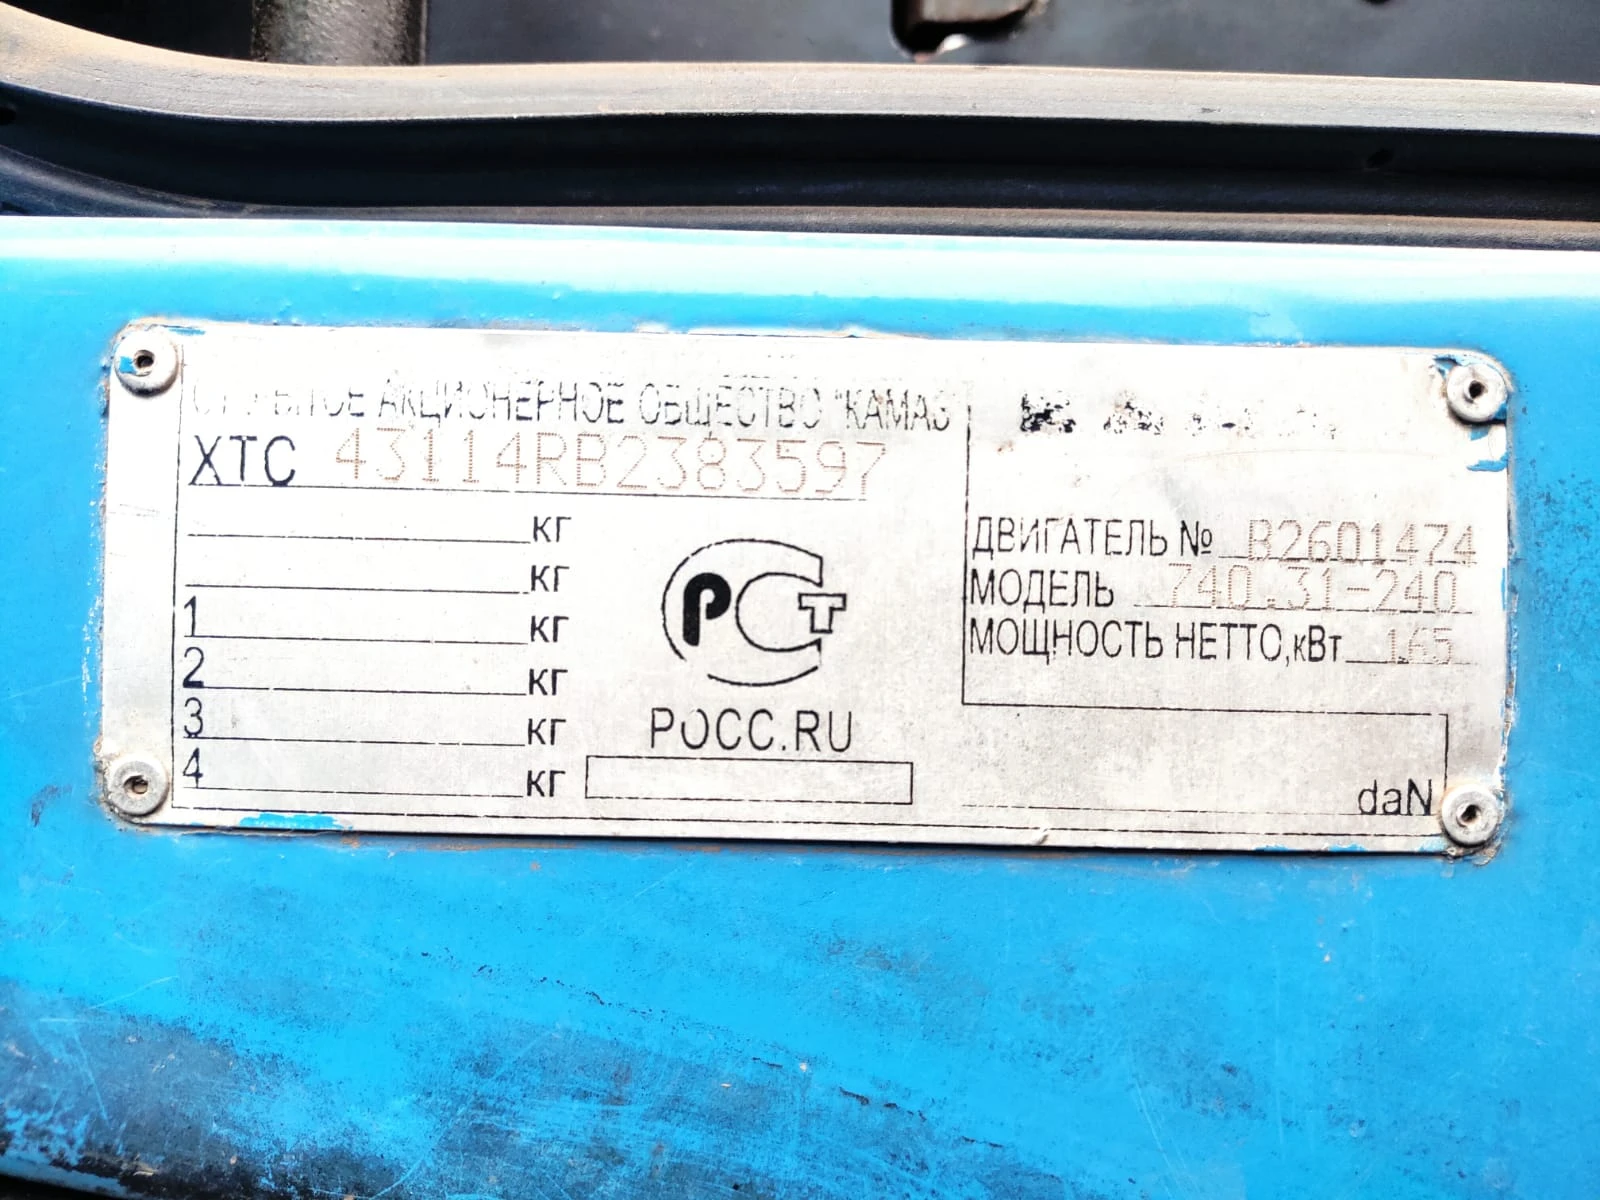 ОТКРЫТОЕ АКЦИОНЕРНОЕ ОБЩЕСТВО "КАМАЗ
XTC 43114RB2383597
кг
кг
1 кг
2 кг
3 кг
4 кг
РСТ
РОСС.RU
ДВИГАТЕЛЬ № B2601474
МОДЕЛЬ 740.31-240
МОЩНОСТЬ НЕТТО,кВт 165
daN